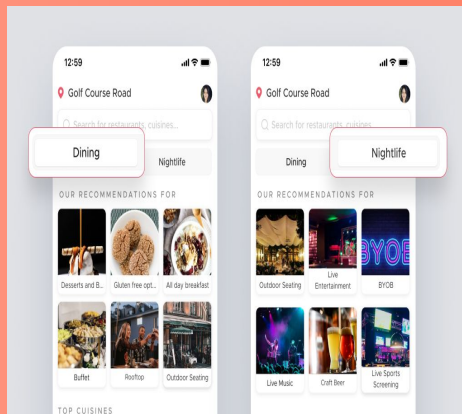 12:59
Golf Course Road
Search for restaurants, cuisines...
Dining
Nightlife
OUR RECOMMENDATIONS FOR
Desserts and B...
Gluten free opt...
All day breakfast
Buffet
Rooftop
Outdoor Seating
TOP CUISINES
12:59
Golf Course Road
Search for restaurants, cuisines
Dining
Nightlife
OUR RECOMMENDATIONS FOR
BYOB
Outdoor Seating
Live
Entertainment
BYOB
Live Music
Craft Beer
Live Sports
Screening